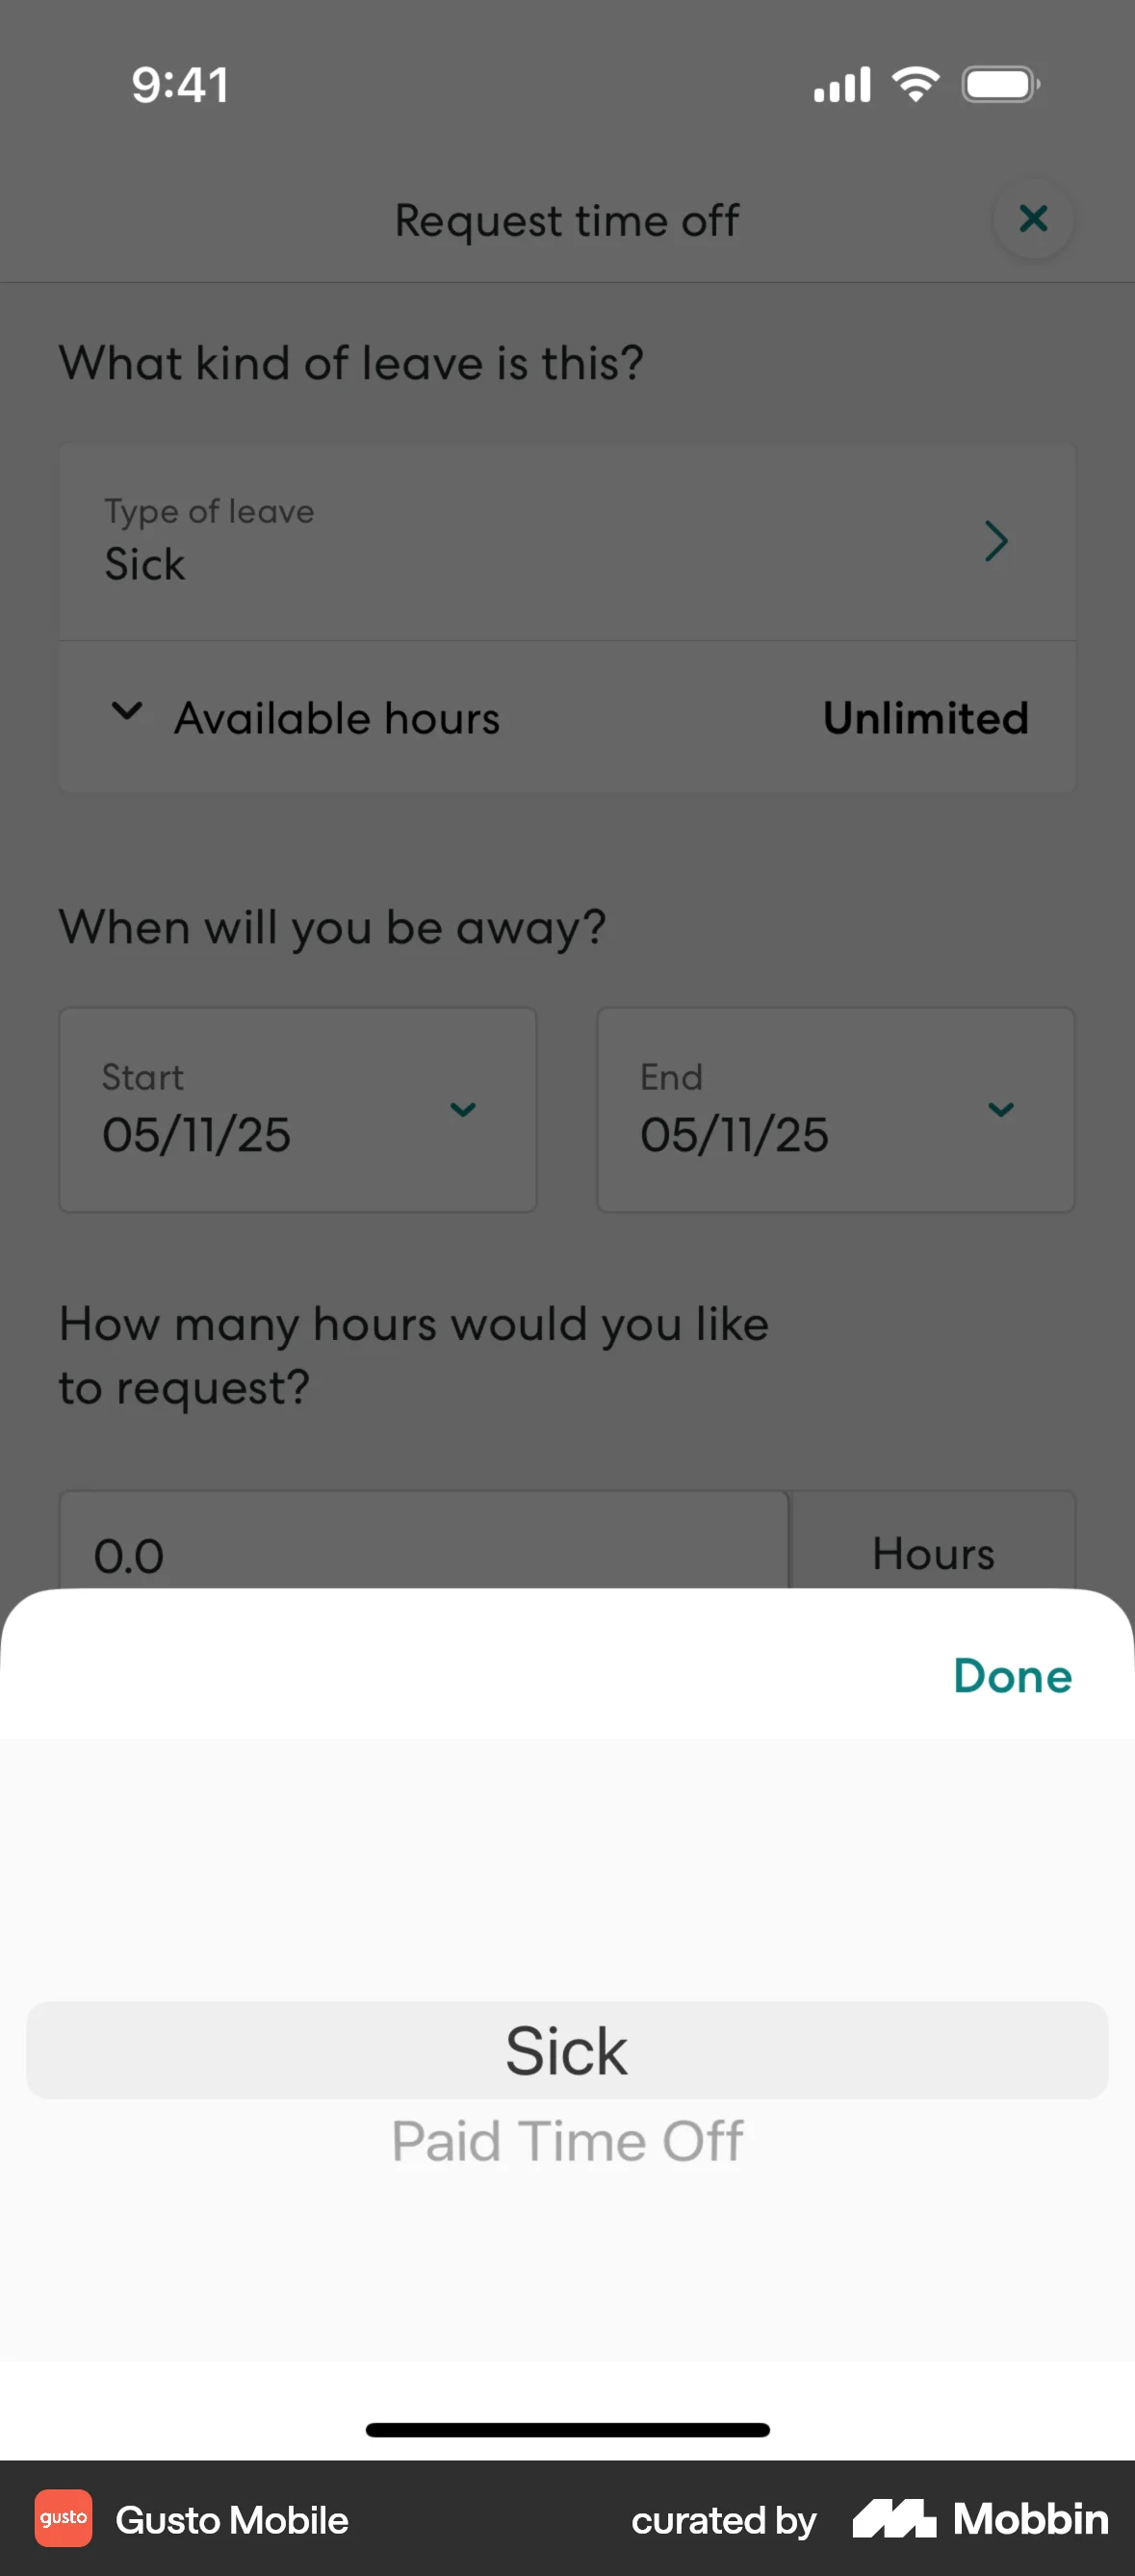 9:41
Request time off
What kind of leave is this?
Type of leave
Sick
Available hours Unlimited
When will you be away?
Start End
05/11/25 05/11/25
How many hours would you like
to request?
0.0 Hours
Done
Sick
Paid Time Off
gusto Gusto Mobile curated by Mobbin